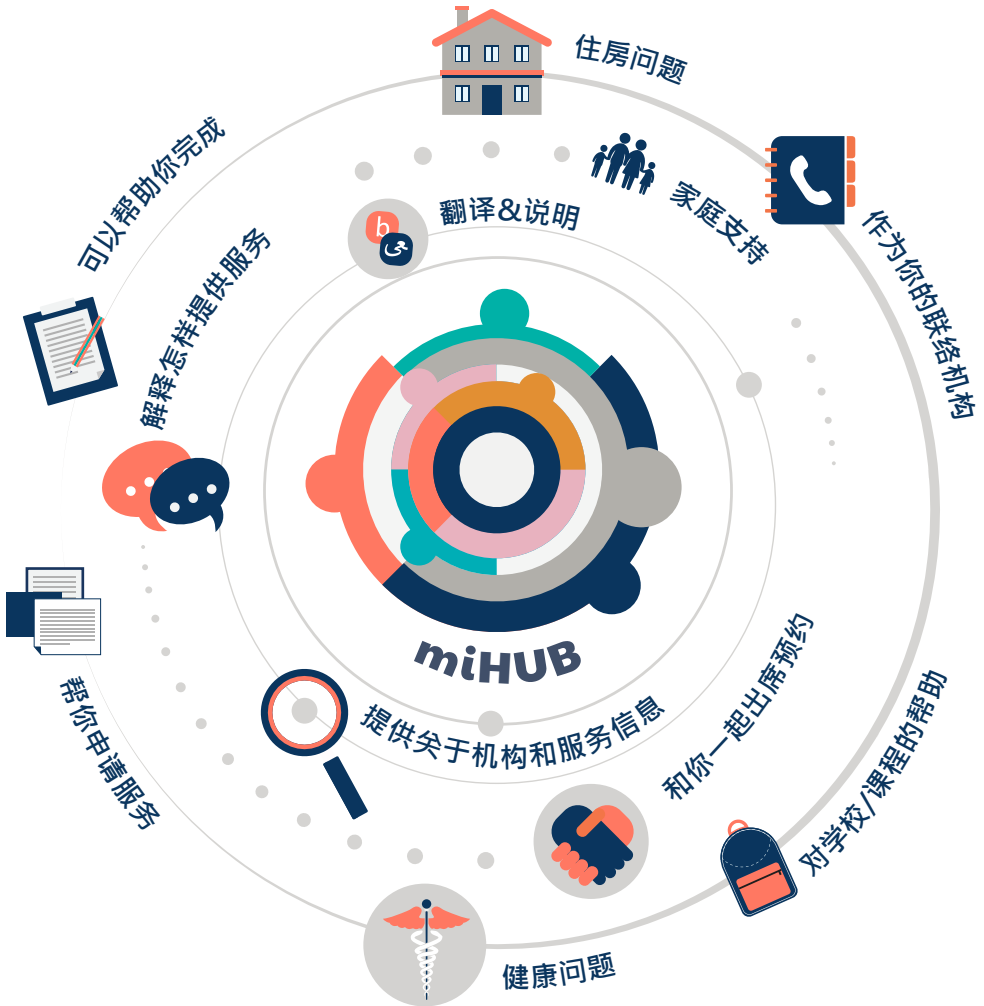 住房问题
家庭支持
作为你的联络机构
翻译&说明
可以帮助你完成
解释怎样提供服务
b
miHUB
提供关于机构和服务信息
和你一起出席预约
对学校/课程的帮助
帮你申请服务
健康问题